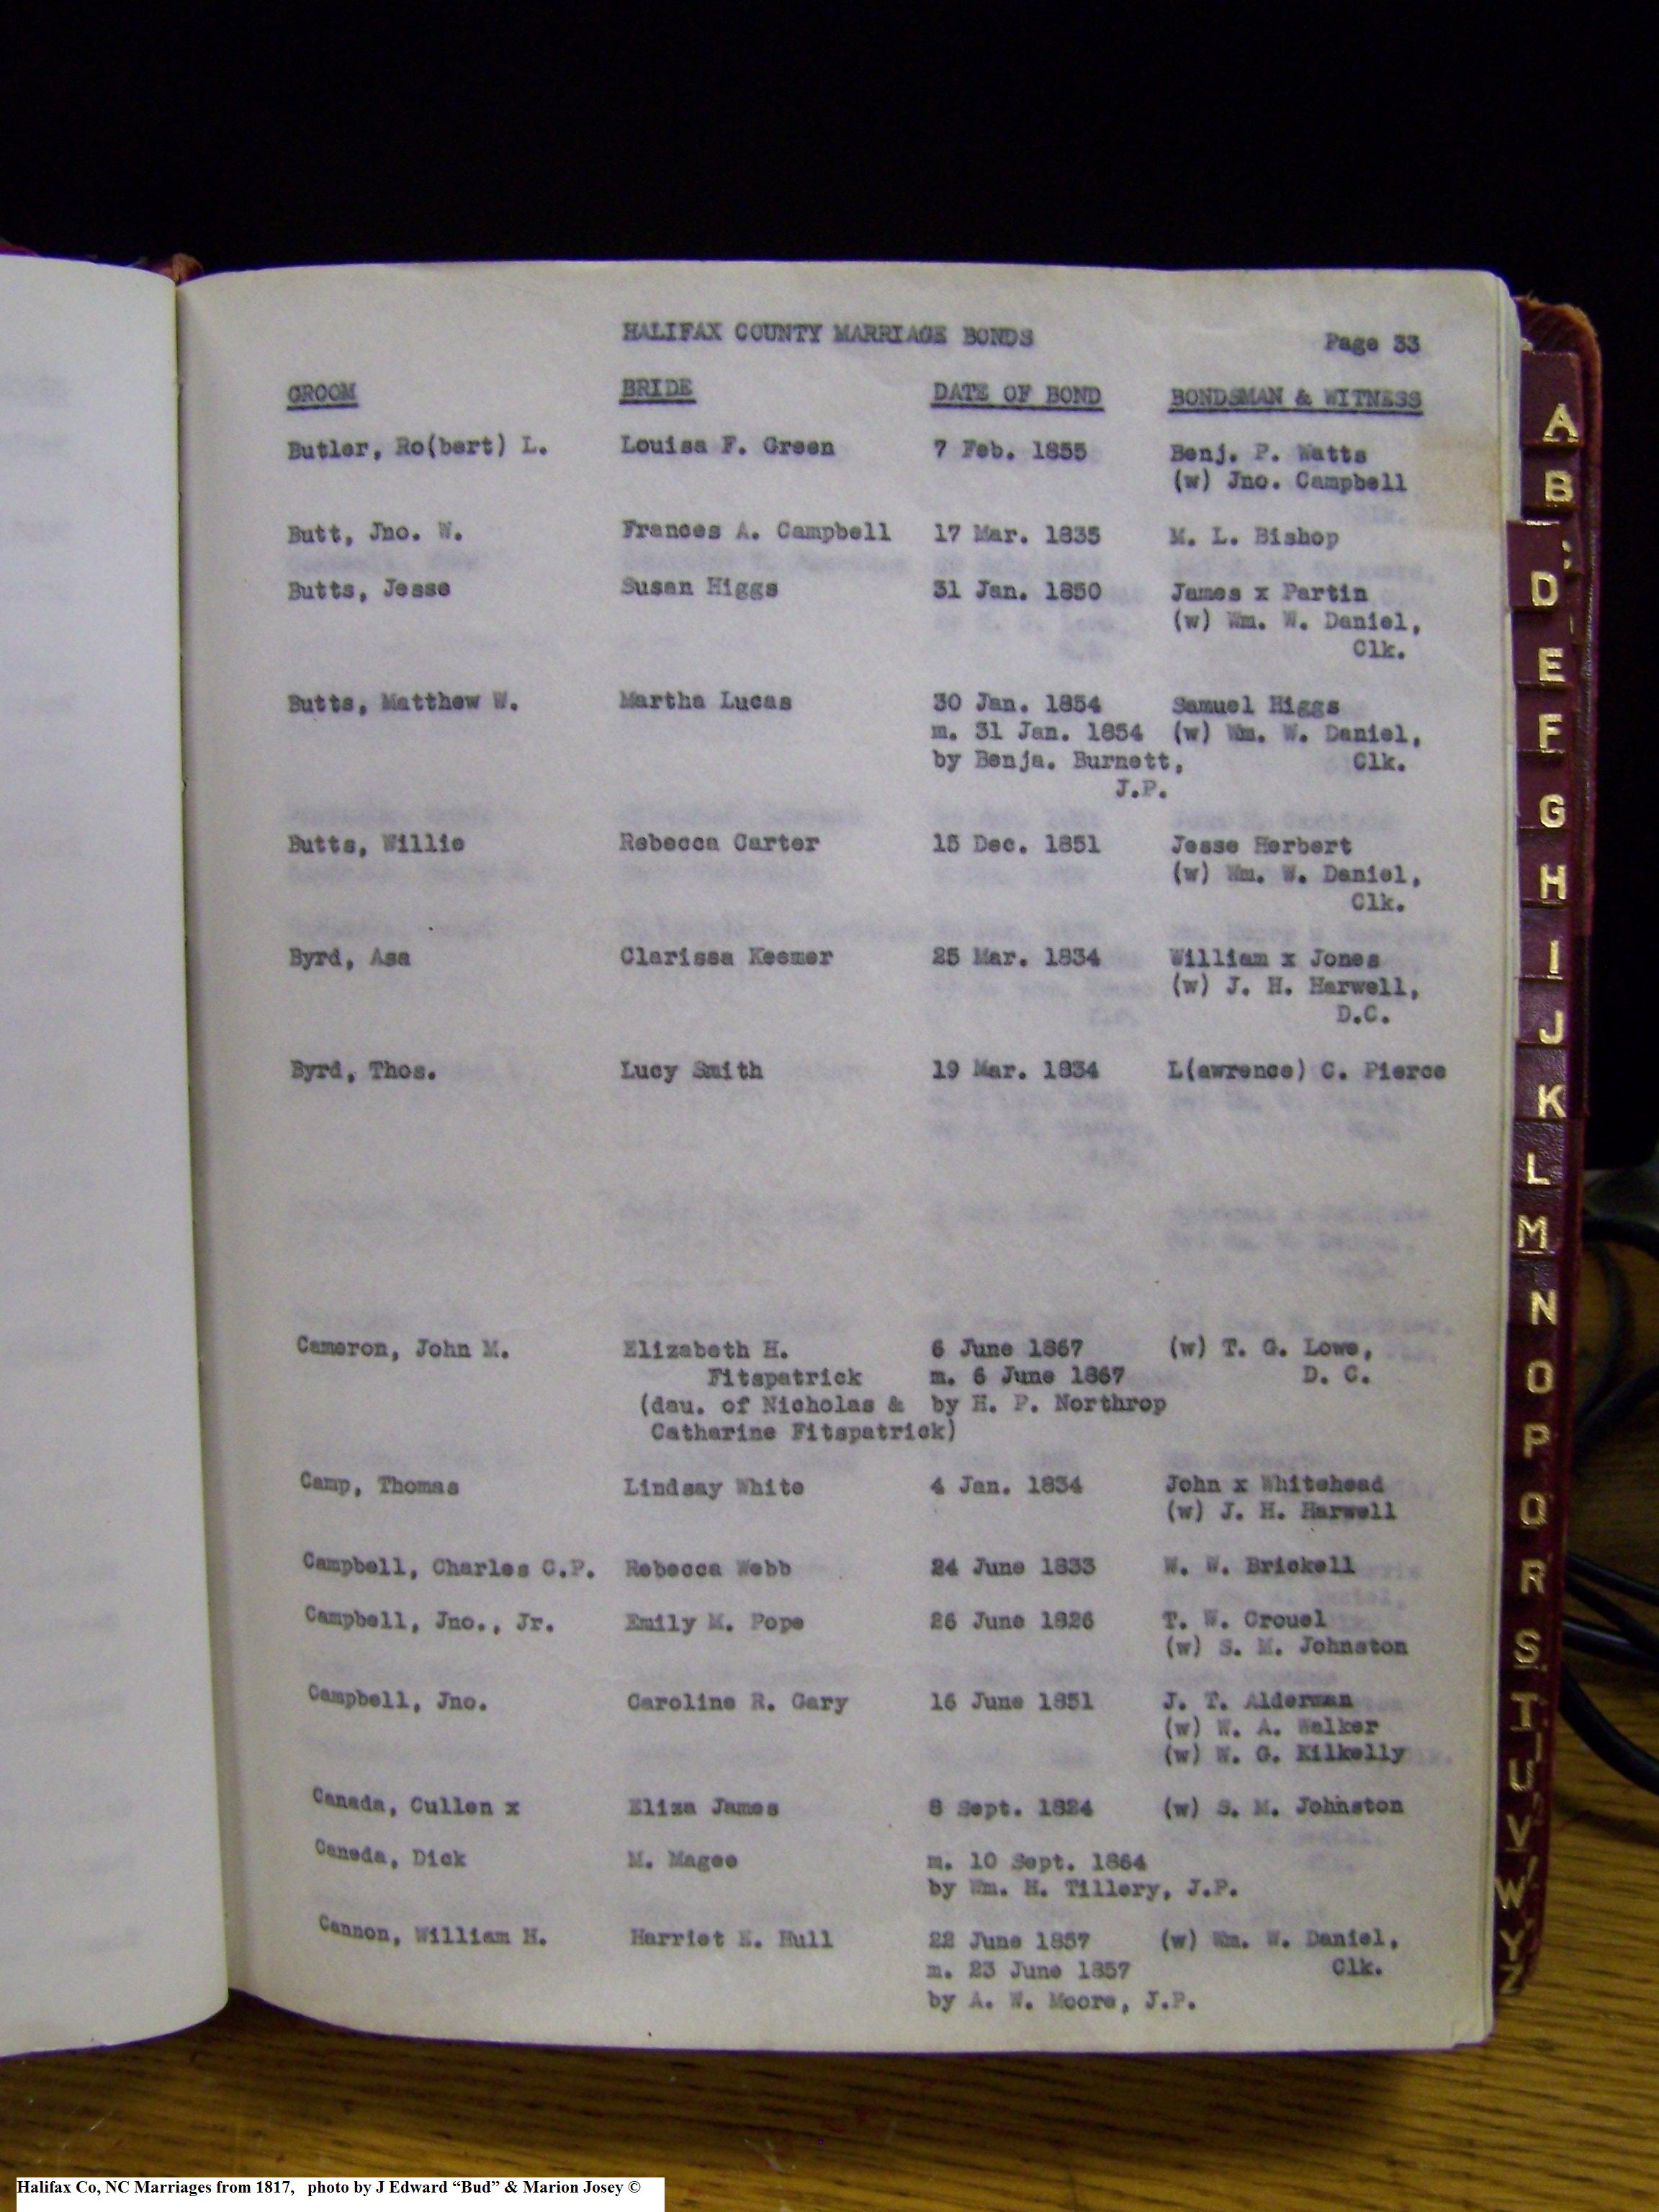 HALIFAX COUNTY MARRIAGE BONDS Page 33
GROOM BRIDE DATE OF BOND BONDSMAN & WITNESS
Butler, Ro(bert) L. Louisa F. Green 7 Feb. 1855 Benj. P. Watts
(w) Jno. Campbell
Butt, Jno. W. Frances A. Campbell 17 Mar. 1835 M. L. Bishop
Butts, Jesse Susan Higgs 31 Jan. 1850 James x Partin
(w) Wm. W. Daniel,
Clk.
Butts, Matthew W. Martha Lucas 30 Jan. 1854 Samuel Higgs
m. 31 Jan. 1854 (w) Wm. W. Daniel,
by Benja. Burnett, Clk.
J.P.
Butts, Willie Rebecca Carter 15 Dec. 1851 Jesse Herbert
(w) Wm. W. Daniel,
Clk.
Byrd, Asa Clarissa Keemer 25 Mar. 1834 William x Jones
(w) J. H. Harwell,
D.C.
Byrd, Thos. Lucy Smith 19 Mar. 1834 L(awrence) C. Pierce
Cameron, John M. Elizabeth H. 6 June 1867 (w) T. G. Lowe,
Fitspatrick m. 6 June 1867 D. C.
(dau. of Nicholas & by H. P. Northrop
Catharine Fitspatrick)
Camp, Thomas Lindsay White 4 Jan. 1834 John x Whitehead
(w) J. H. Harwell
Campbell, Charles C.P. Rebecca Webb 24 June 1833 W. W. Brickell
Campbell, Jno., Jr. Emily M. Pope 26 June 1826 T. W. Crouel
(w) S. M. Johnston
Campbell, Jno. Caroline R. Gary 16 June 1851 J. T. Alderman
(w) W. A. Walker
(w) W. G. Kilkelly
Canada, Cullen x Eliza James 8 Sept. 1824 (w) S. M. Johnston
Caneda, Dick M. Magee m. 10 Sept. 1864
by Wm. H. Tillery, J.P.
Cannon, William H. Harriet E. Hull 22 June 1857 (w) Wm. W. Daniel,
m. 23 June 1857 Clk.
by A. W. Moore, J.P.
A
B
D
E
F
G
H
I
J
K
L
M
N
O
P
Q
R
S
T
U
V
W
Y
Z
Halifax Co, NC Marriages from 1817, photo by J Edward “Bud” & Marion Josey ©